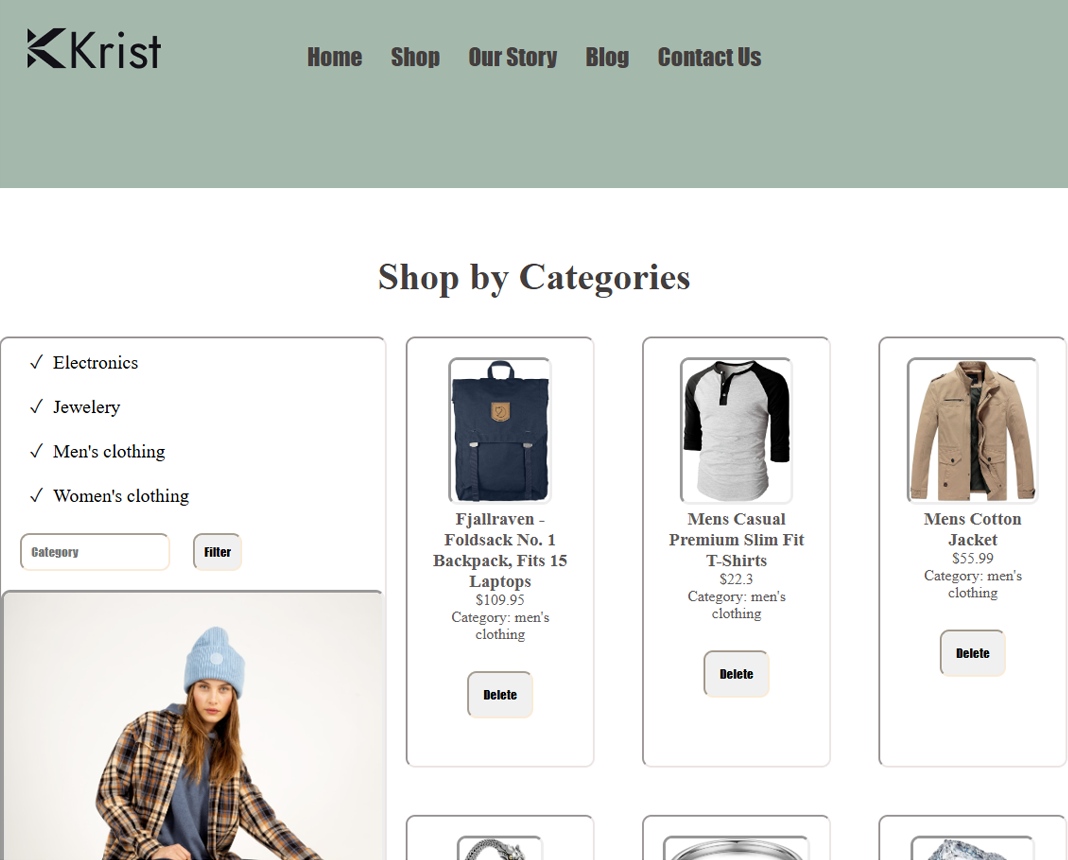 Krist
Home Shop Our Story Blog Contact Us
Shop by Categories
✓ Electronics
✓ Jewelery
✓ Men's clothing
✓ Women's clothing
Category Filter
Fjallraven -
Foldsack No. 1
Backpack, Fits 15
Laptops
$109.95
Category: men's
clothing
Delete
Mens Casual
Premium Slim Fit
T-Shirts
$22.3
Category: men's
clothing
Delete
Mens Cotton
Jacket
$55.99
Category: men's
clothing
Delete